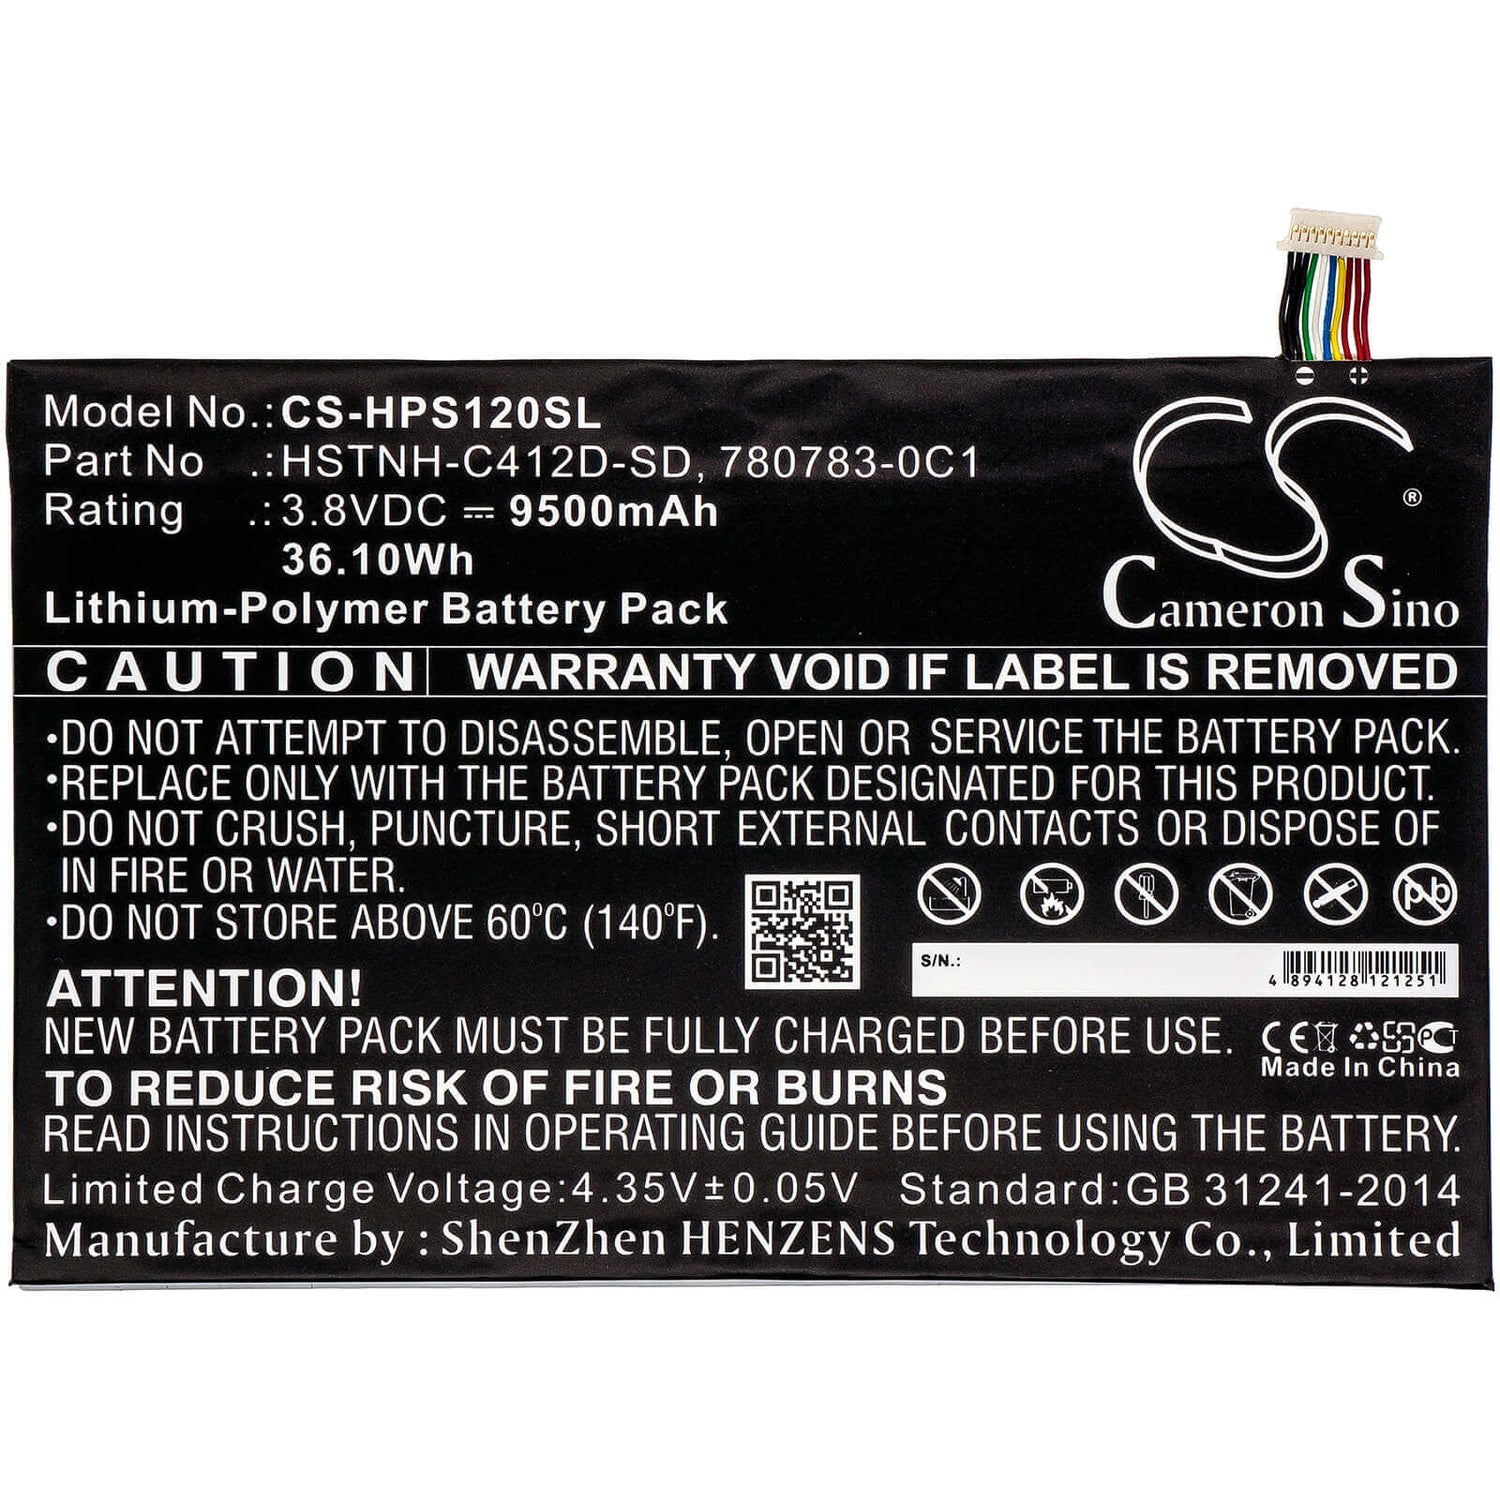 Model No.:CS-HPS120SL
Part No .:HSTNH-C412D-SD, 780783-0C1
Rating .:3.8VDC ⎓ 9500mAh
36.10Wh
Lithium-Polymer Battery Pack
CS ®
Cameron Sino
CAUTION WARRANTY VOID IF LABEL IS REMOVED
•DO NOT ATTEMPT TO DISASSEMBLE, OPEN OR SERVICE THE BATTERY PACK.
•REPLACE ONLY WITH THE BATTERY PACK DESIGNATED FOR THIS PRODUCT.
•DO NOT CRUSH, PUNCTURE, SHORT EXTERNAL CONTACTS OR DISPOSE OF
IN FIRE OR WATER.
•DO NOT STORE ABOVE 60°C (140°F).
Pb
S/N.:
4 894128 121251
ATTENTION!
NEW BATTERY PACK MUST BE FULLY CHARGED BEFORE USE.
CE PCT
Made In China
TO REDUCE RISK OF FIRE OR BURNS
READ INSTRUCTIONS IN OPERATING GUIDE BEFORE USING THE BATTERY.
Limited Charge Voltage:4.35V±0.05V Standard:GB 31241-2014
Manufacture by : ShenZhen HENZENS Technology Co., Limited